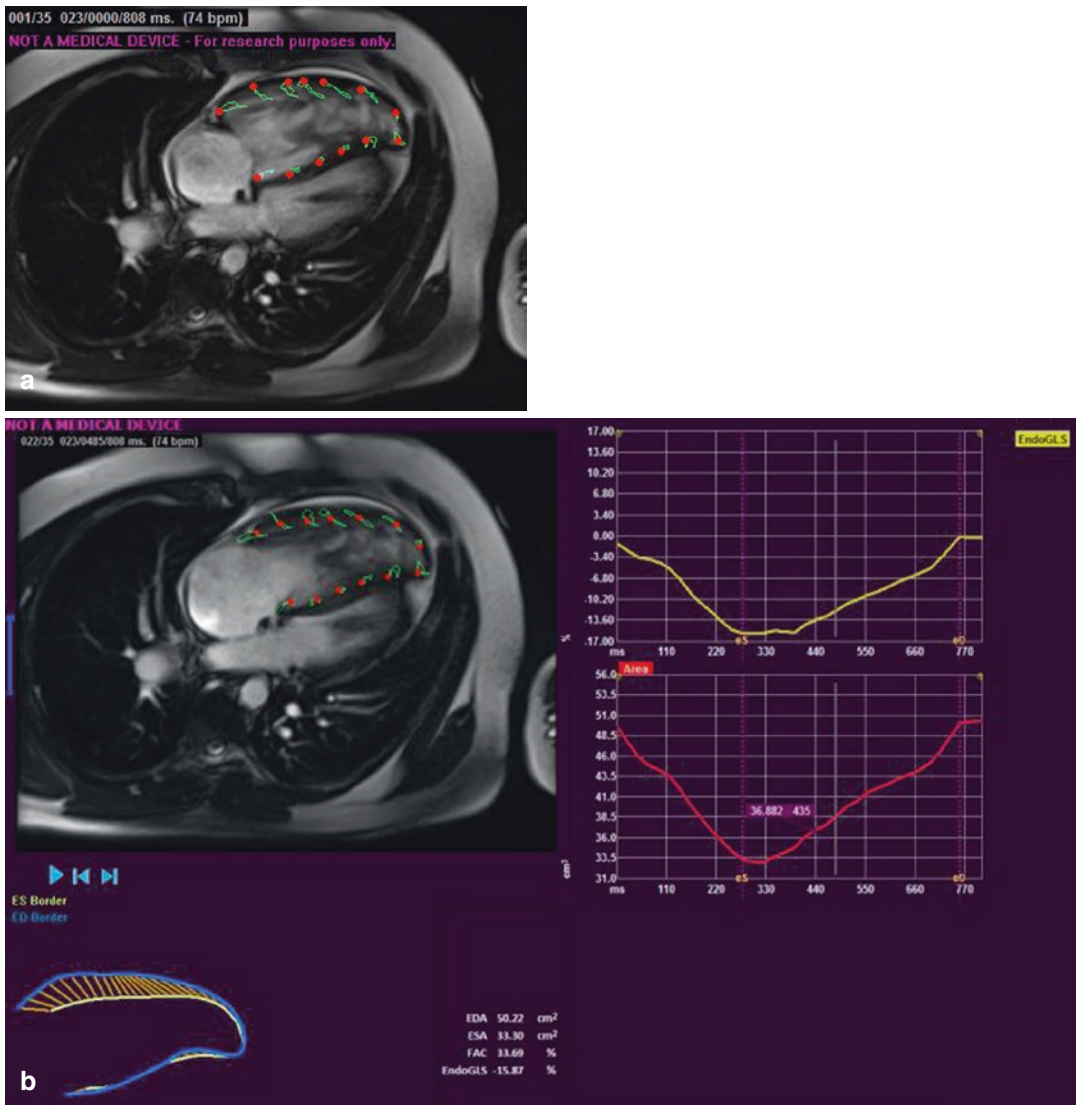 001/35 023/0000/808 ms. (74 bpm)
NOT A MEDICAL DEVICE - For research purposes only.
a
NOT A MEDICAL DEVICE
022/35 023/0485/808 ms. (74 bpm)
EndoGLS
17.00
13.60
10.20
6.80
3.40
0.00
-3.40
-6.80
-10.20
-13.60
-17.00
%
eS
eD
ms 110 220 330 440 550 660 770
Area
56.0
53.5
51.0
48.5
46.0
43.5
41.0
38.5
36.0
33.5
31.0
cm²
36.882 435
eS
eD
ms 110 220 330 440 550 660 770
ES Border
ED Border
EDA 50.22 cm²
ESA 33.30 cm²
FAC 33.69 %
EndoGLS -15.87 %
b